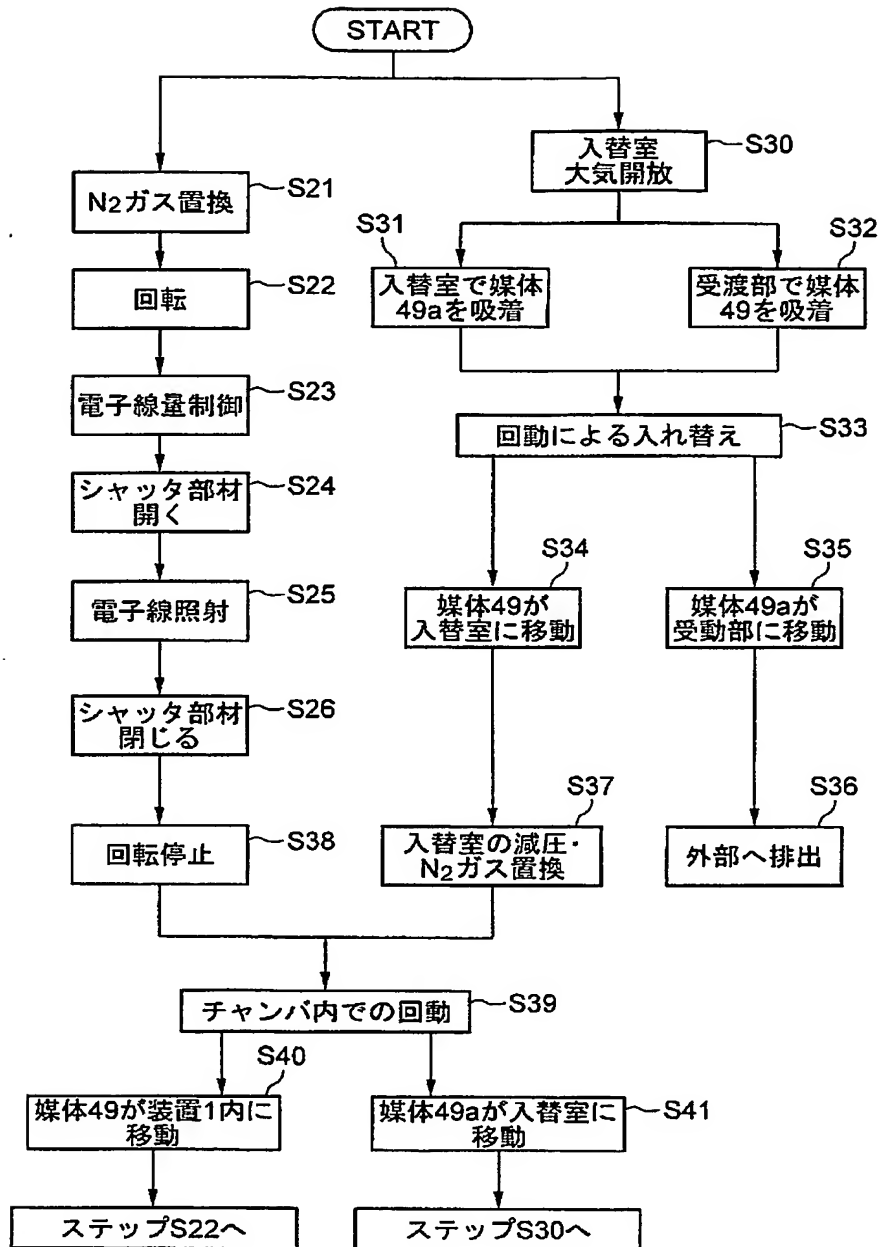 START
入替室
大気開放
S30
N2ガス置換
S21
S31
S32
入替室で媒体
49aを吸着
受渡部で媒体
49を吸着
回転
S22
電子線量制御
S23
回動による入れ替え
S33
シャッタ部材
開く
S24
S34
S35
電子線照射
S25
媒体49が
入替室に移動
媒体49aが
受動部に移動
シャッタ部材
閉じる
S26
S37
S36
回転停止
S38
入替室の減圧・
N2ガス置換
外部へ排出
チャンバ内での回動
S39
S40
媒体49が装置1内に
移動
媒体49aが入替室に
移動
S41
ステップS22へ
ステップS30へ